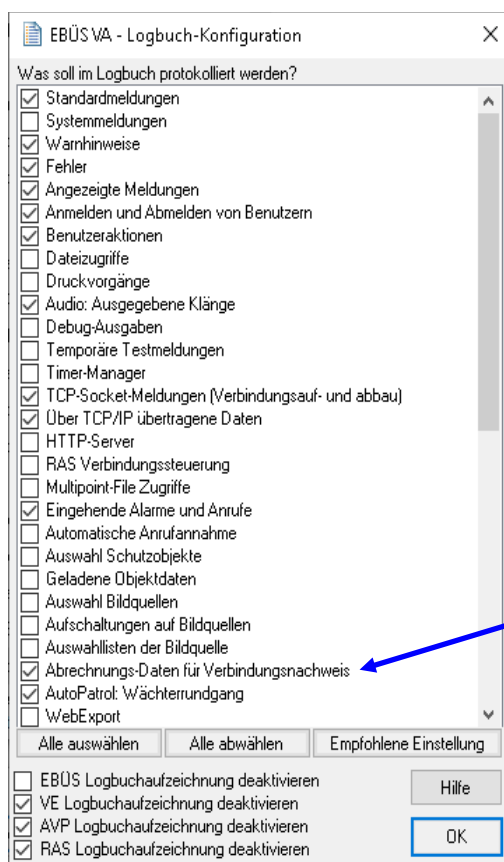 EBÜS VA - Logbuch-Konfiguration
Was soll im Logbuch protokolliert werden?
Standardmeldungen
Systemmeldungen
Warnhinweise
Fehler
Angezeigte Meldungen
Anmelden und Abmelden von Benutzern
Benutzeraktionen
Dateizugriffe
Druckvorgänge
Audio: Ausgegebene Klänge
Debug-Ausgaben
Temporäre Testmeldungen
Timer-Manager
TCP-Socket-Meldungen (Verbindungsauf- und abbau)
Über TCP/IP übertragene Daten
HTTP-Server
RAS Verbindungssteuerung
Multipoint-File Zugriffe
Eingehende Alarme und Anrufe
Automatische Anrufannahme
Auswahl Schutzobjekte
Geladene Objektdaten
Auswahl Bildquellen
Aufschaltungen auf Bildquellen
Auswahllisten der Bildquelle
Abrechnungs-Daten für Verbindungsnachweis
AutoPatrol: Wächterrundgang
WebExport
Alle auswählen Alle abwählen Empfohlene Einstellung
EBÜS Logbuchaufzeichnung deaktivieren
VE Logbuchaufzeichnung deaktivieren
AVP Logbuchaufzeichnung deaktivieren
RAS Logbuchaufzeichnung deaktivieren
Hilfe
OK